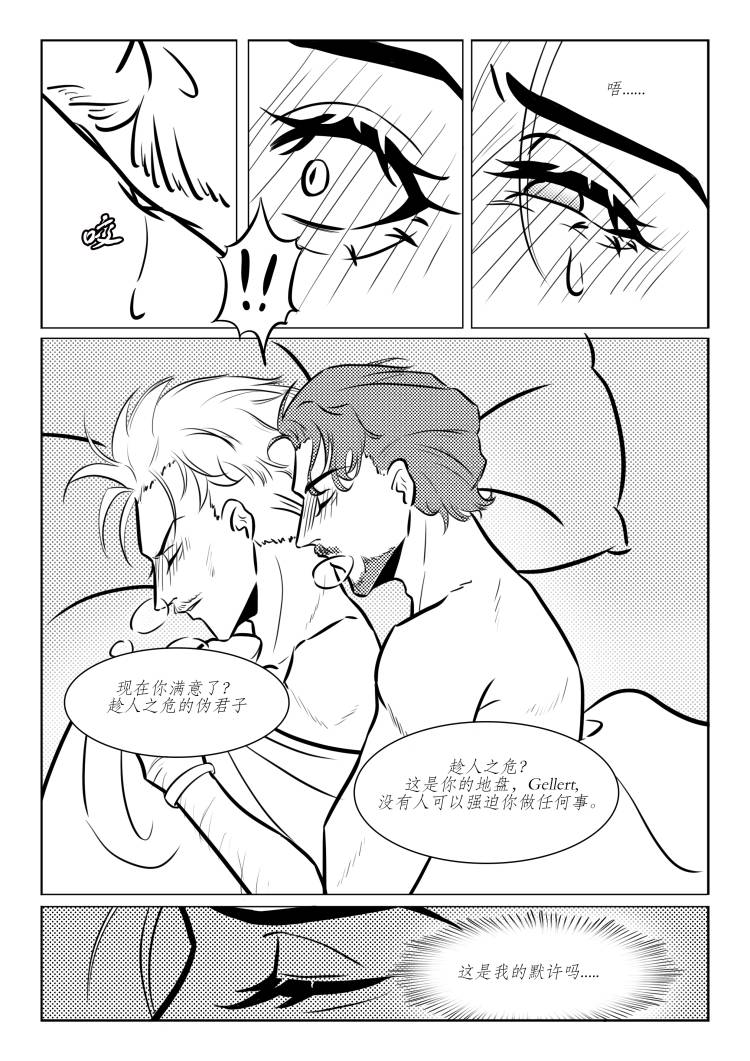 咬
!!
唔......
现在你满意了?
趁人之危的伪君子
趁人之危?
这是你的地盘，Gellert,
没有人可以强迫你做任何事。
这是我的默许吗.....